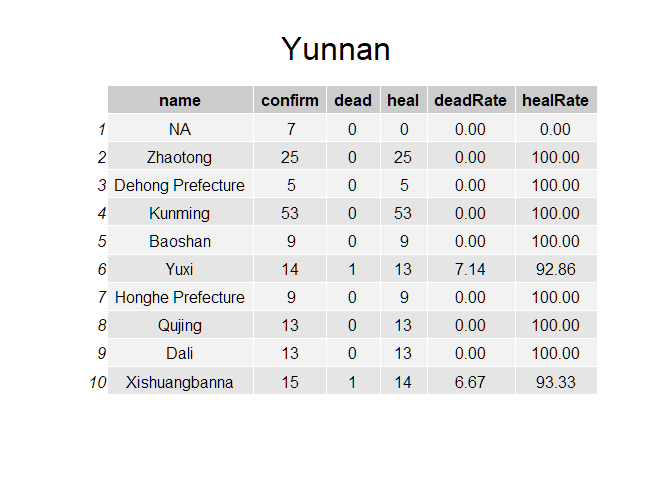 Yunnan
name confirm dead heal deadRate healRate
1 NA 7 0 0 0.00 0.00
2 Zhaotong 25 0 25 0.00 100.00
3 Dehong Prefecture 5 0 5 0.00 100.00
4 Kunming 53 0 53 0.00 100.00
5 Baoshan 9 0 9 0.00 100.00
6 Yuxi 14 1 13 7.14 92.86
7 Honghe Prefecture 9 0 9 0.00 100.00
8 Qujing 13 0 13 0.00 100.00
9 Dali 13 0 13 0.00 100.00
10 Xishuangbanna 15 1 14 6.67 93.33